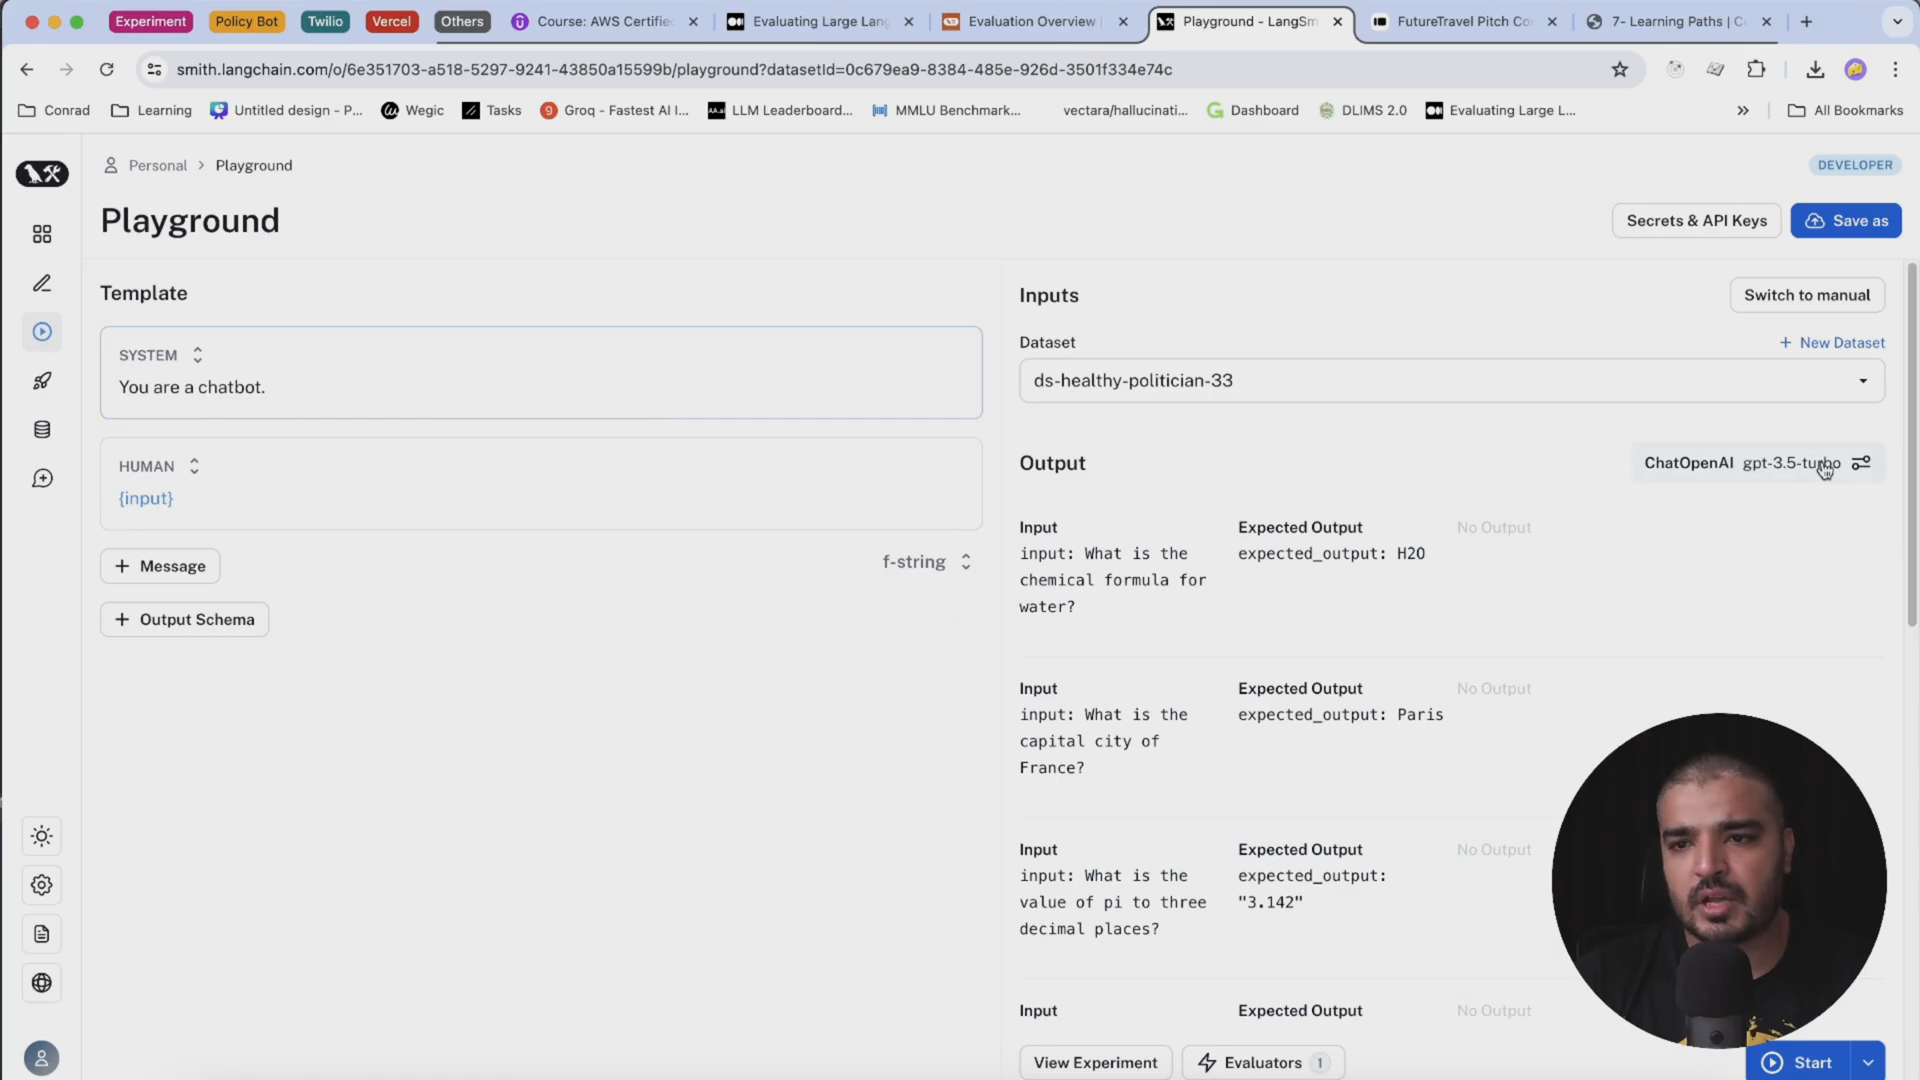 Experiment
Policy Bot
Twilio
Vercel
Others
Course: AWS Certifie
Evaluating Large Lan
Evaluation Overview
Playground - LangSm
FutureTravel Pitch Co
7- Learning Paths | C
smith.langchain.com/o/6e351703-a518-5297-9241-43850a15599b/playground?datasetId=0c679ea9-8384-485e-926d-3501f334e74c
Conrad
Learning
Untitled design - P...
Wegic
Tasks
Groq - Fastest AI I...
LLM Leaderboard...
MMLU Benchmark...
vectara/hallucinati...
Dashboard
DLIMS 2.0
Evaluating Large L...
»
All Bookmarks
Personal > Playground
DEVELOPER
Playground
Secrets & API Keys
Save as
Template
SYSTEM
You are a chatbot.
HUMAN
{input}
+ Message
f-string
+ Output Schema
Inputs
Switch to manual
Dataset
+ New Dataset
ds-healthy-politician-33
Output
ChatOpenAI gpt-3.5-turbo
Input
Expected Output
No Output
input: What is the
expected_output: H2O
chemical formula for
water?
Input
Expected Output
No Output
input: What is the
expected_output: Paris
capital city of
France?
Input
Expected Output
No Output
input: What is the
expected_output:
value of pi to three
"3.142"
decimal places?
Input
Expected Output
No Output
View Experiment
Evaluators 1
Start